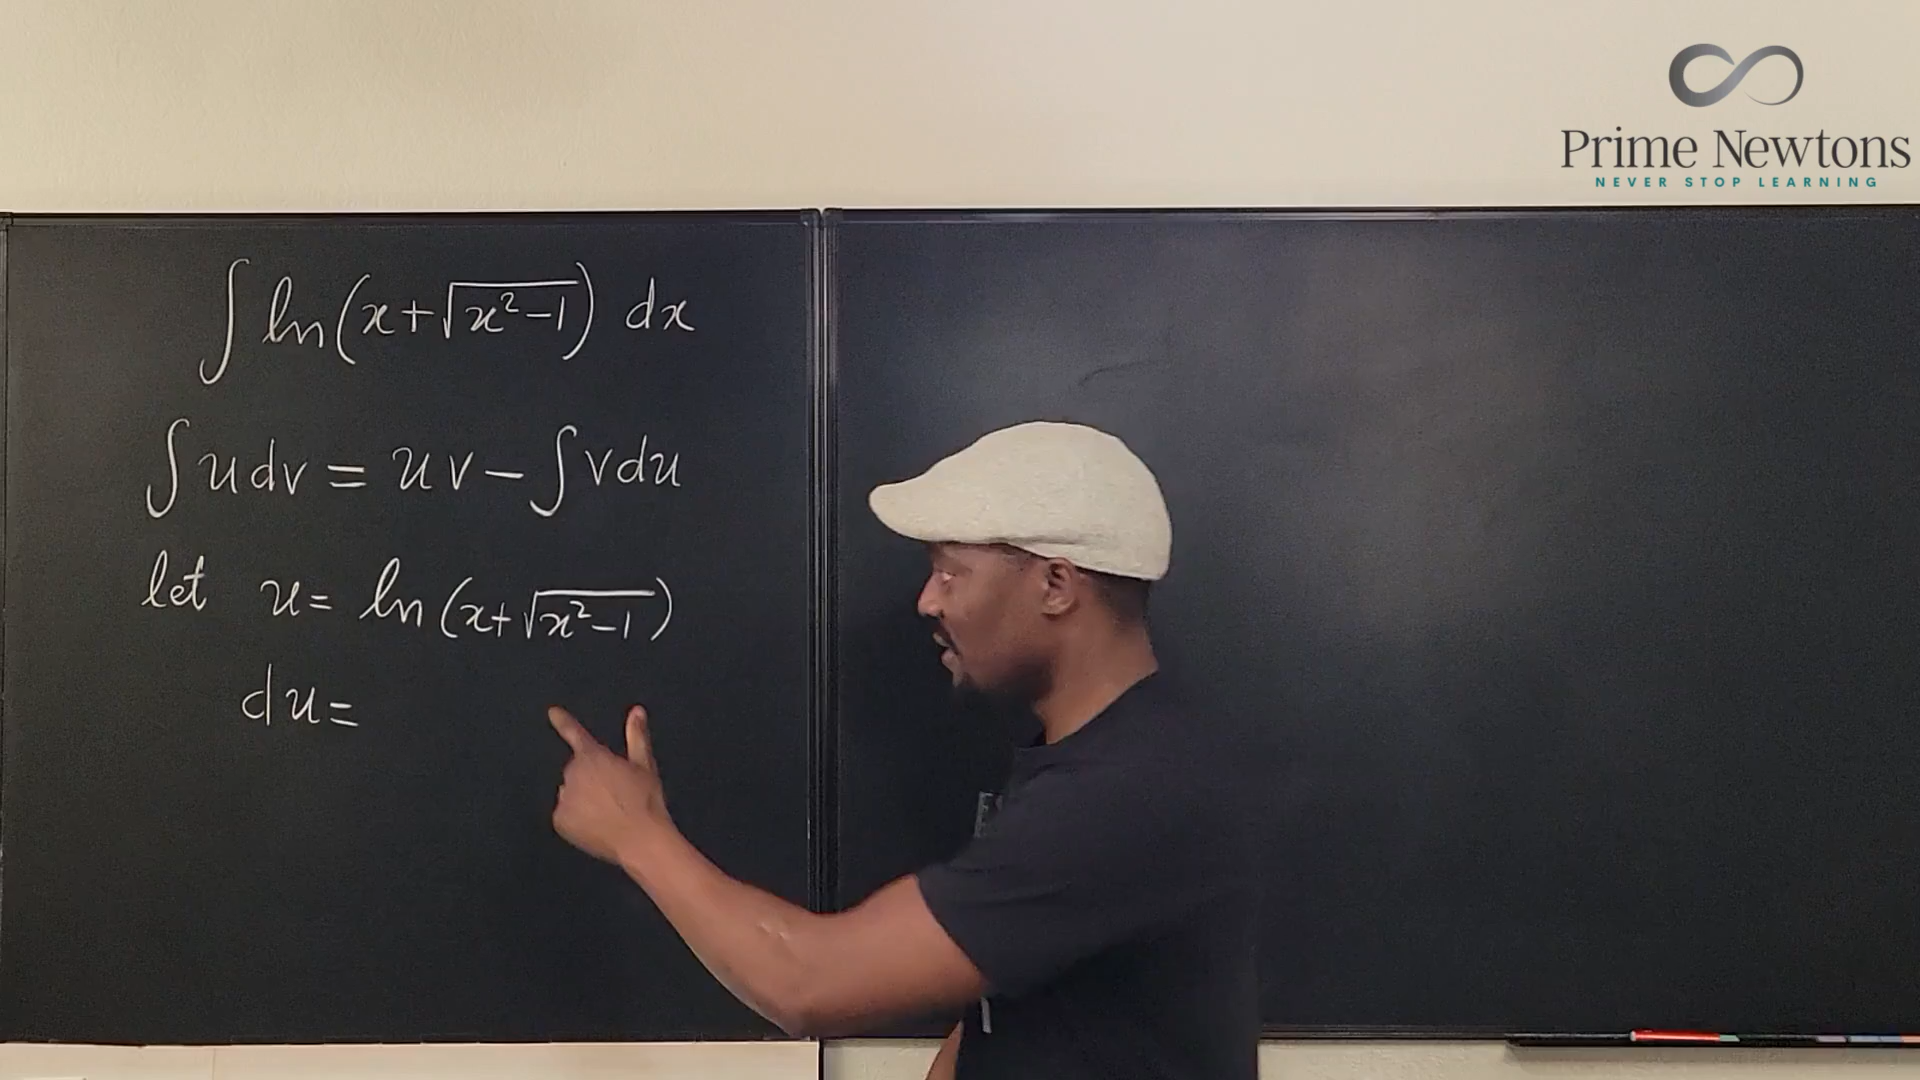 ∫ ln(x+√(x²-1)) dx
∫ u dv = uv - ∫ v du
let u = ln(x+√(x²-1))
du =
Prime Newtons
NEVER STOP LEARNING